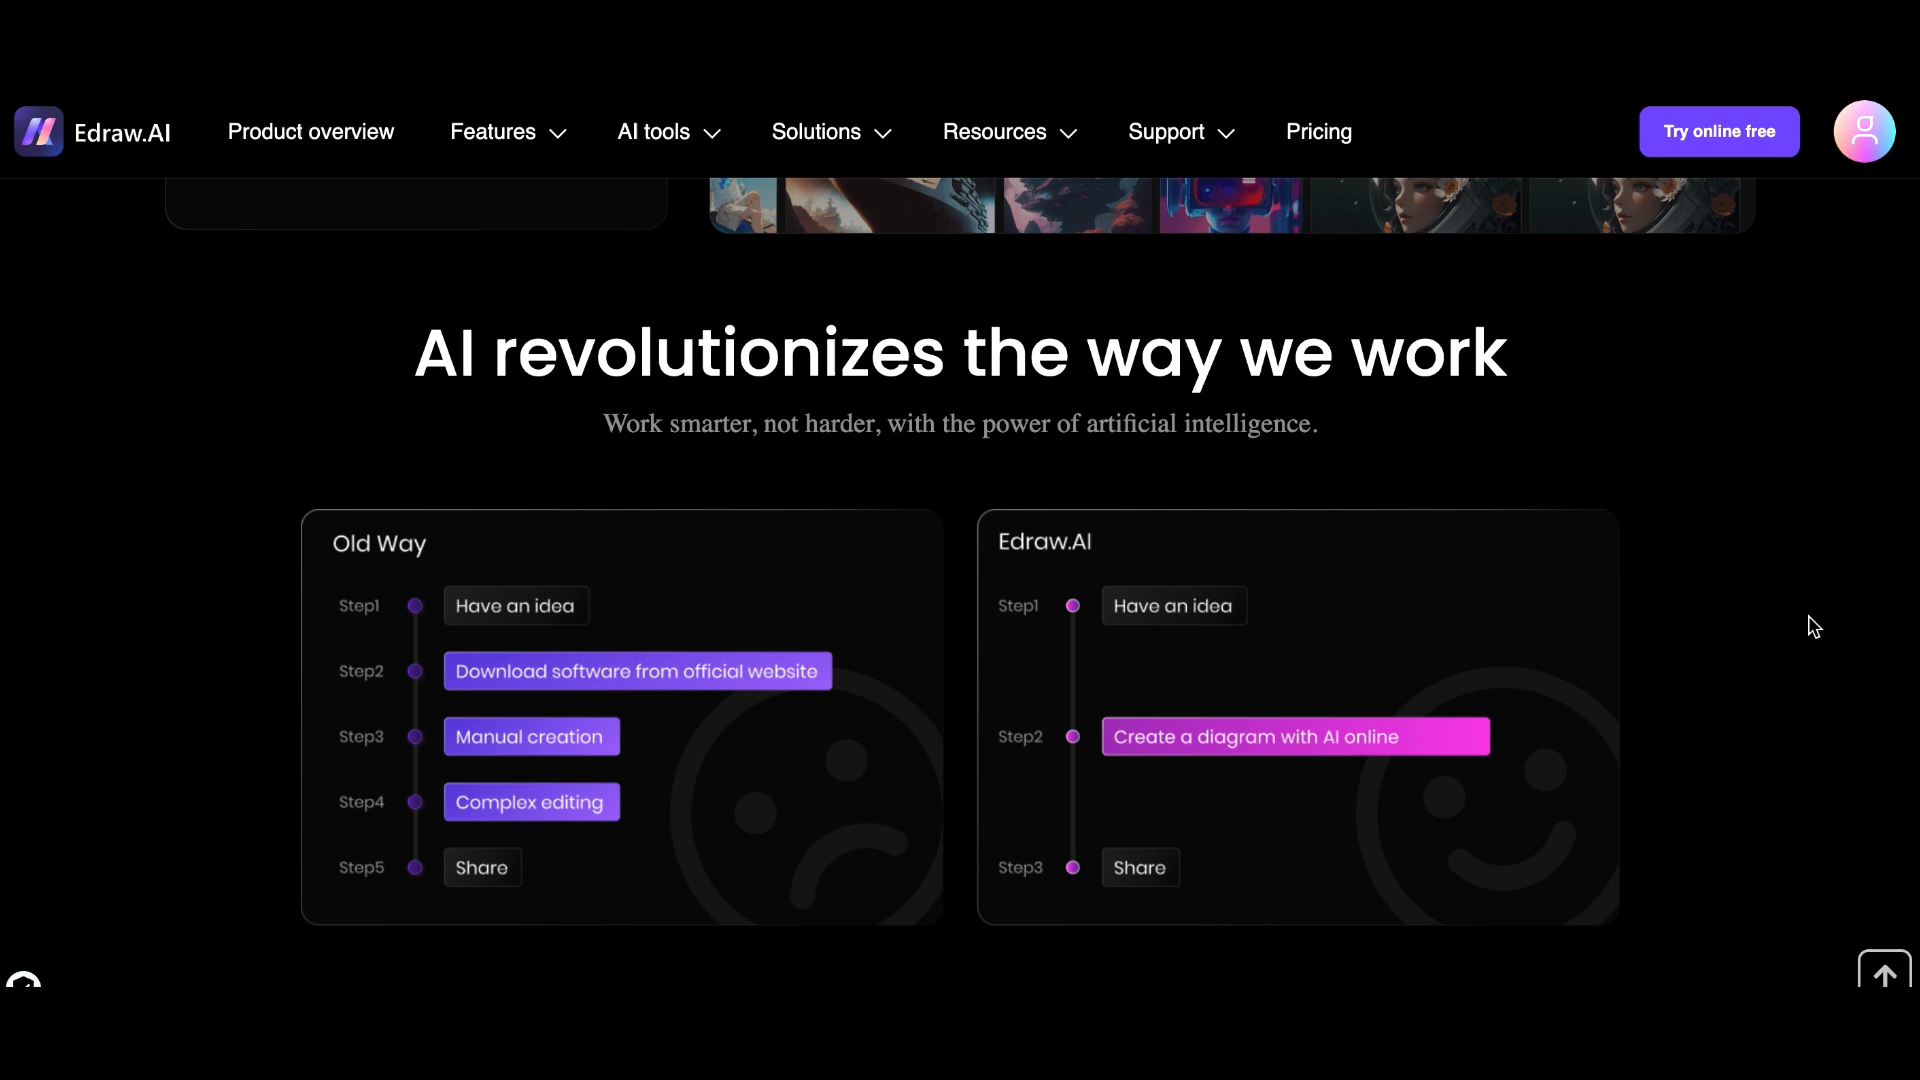 Edraw.AI
Product overview
Features
AI tools
Solutions
Resources
Support
Pricing
Try online free
AI revolutionizes the way we work
Work smarter, not harder, with the power of artificial intelligence.
Old Way
Step1 Have an idea
Step2 Download software from official website
Step3 Manual creation
Step4 Complex editing
Step5 Share
Edraw.AI
Step1 Have an idea
Step2 Create a diagram with AI online
Step3 Share